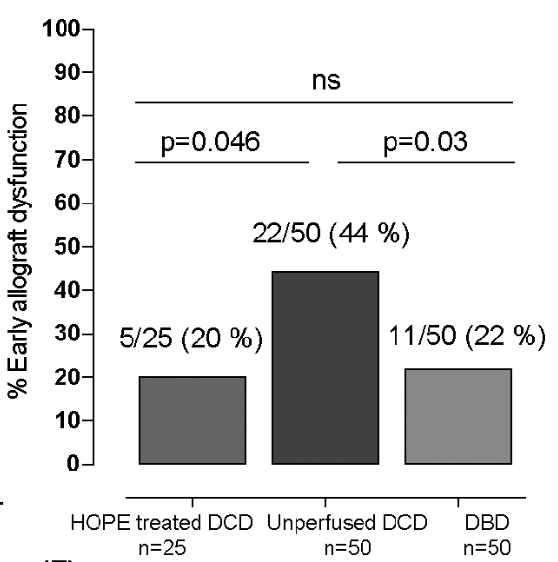 100
90
80
70
60
50
40
30
20
10
0
% Early allograft dysfunction
ns
p=0.046 p=0.03
22/50 (44 %)
5/25 (20 %) 11/50 (22 %)
HOPE treated DCD Unperfused DCD DBD
n=25 n=50 n=50